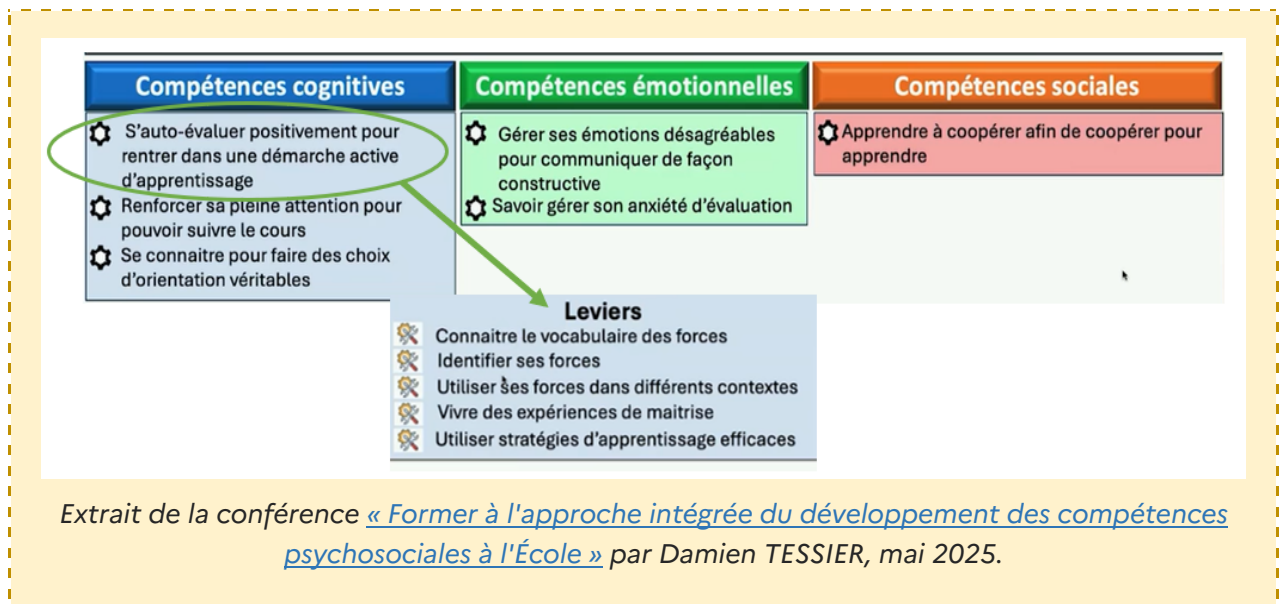 Compétences cognitives
S'auto-évaluer positivement pour
rentrer dans une démarche active
d'apprentissage
Renforcer sa pleine attention pour
pouvoir suivre le cours
Se connaitre pour faire des choix
d'orientation véritables
Compétences émotionnelles
Gérer ses émotions désagréables
pour communiquer de façon
constructive
Savoir gérer son anxiété d'évaluation
Compétences sociales
Apprendre à coopérer afin de coopérer pour
apprendre
Leviers
Connaitre le vocabulaire des forces
Identifier ses forces
Utiliser ses forces dans différents contextes
Vivre des expériences de maitrise
Utiliser stratégies d'apprentissage efficaces
Extrait de la conférence « Former à l'approche intégrée du développement des compétences
psychosociales à l'École » par Damien TESSIER, mai 2025.